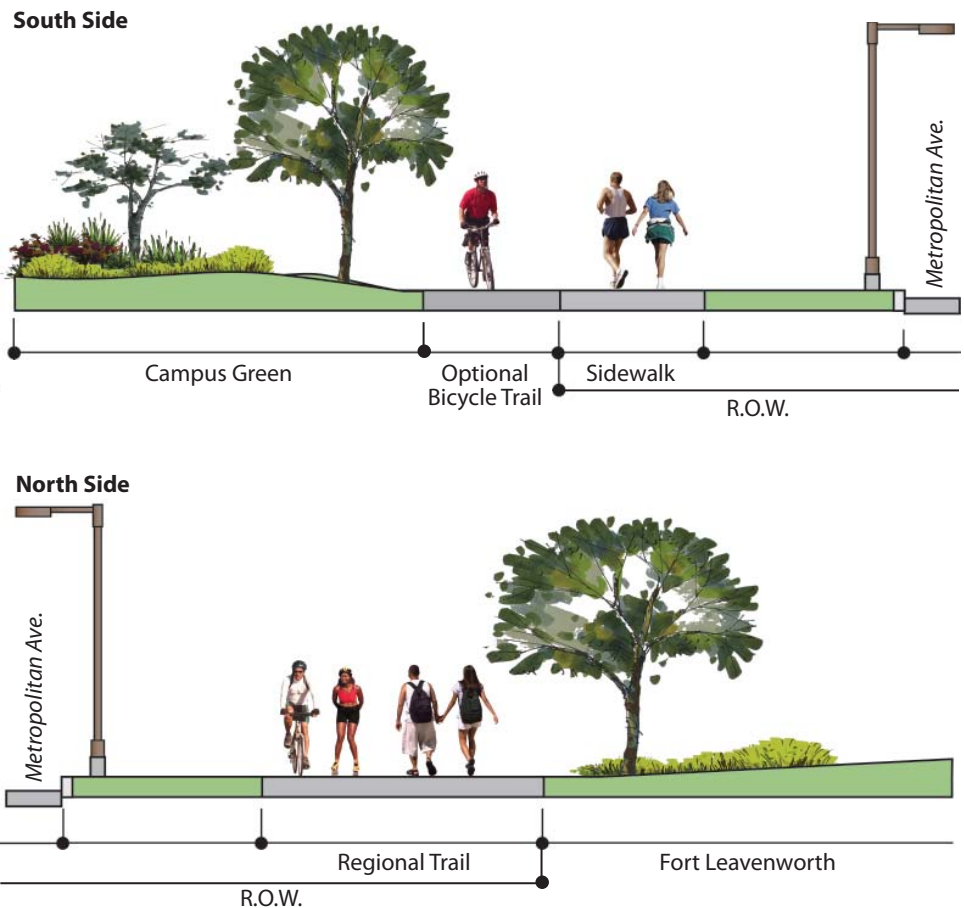 South Side
Metropolitan Ave.
Campus Green
Optional
Bicycle Trail
Sidewalk
R.O.W.
North Side
Metropolitan Ave.
Regional Trail
Fort Leavenworth
R.O.W.